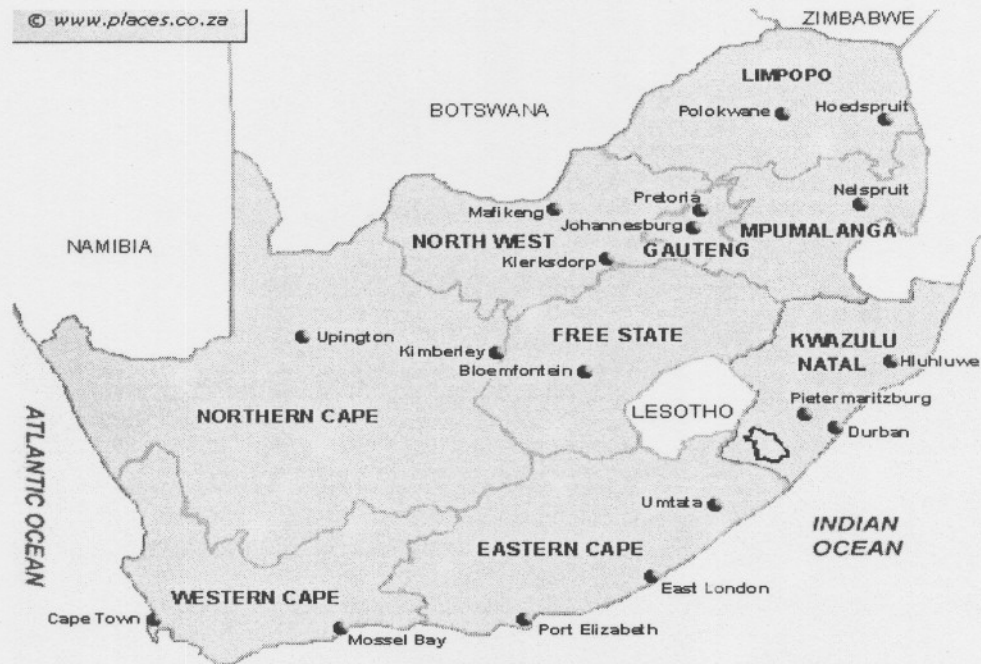 © www.places.co.za
ZIMBABWE
LIMPOPO
BOTSWANA
Polokwane
Hoedspruit
Pretoria
Nelspruit
Mafikeng
Johannesburg
MPUMALANGA
NAMIBIA
NORTH WEST
GAUTENG
Klerksdorp
Upington
FREE STATE
KWAZULU
NATAL
Kimberley
Hluhluwe
Bloemfontein
NORTHERN CAPE
LESOTHO
Pietermaritzburg
Durban
ATLANTIC OCEAN
Umtata
INDIAN
OCEAN
EASTERN CAPE
East London
WESTERN CAPE
Cape Town
Mossel Bay
Port Elizabeth